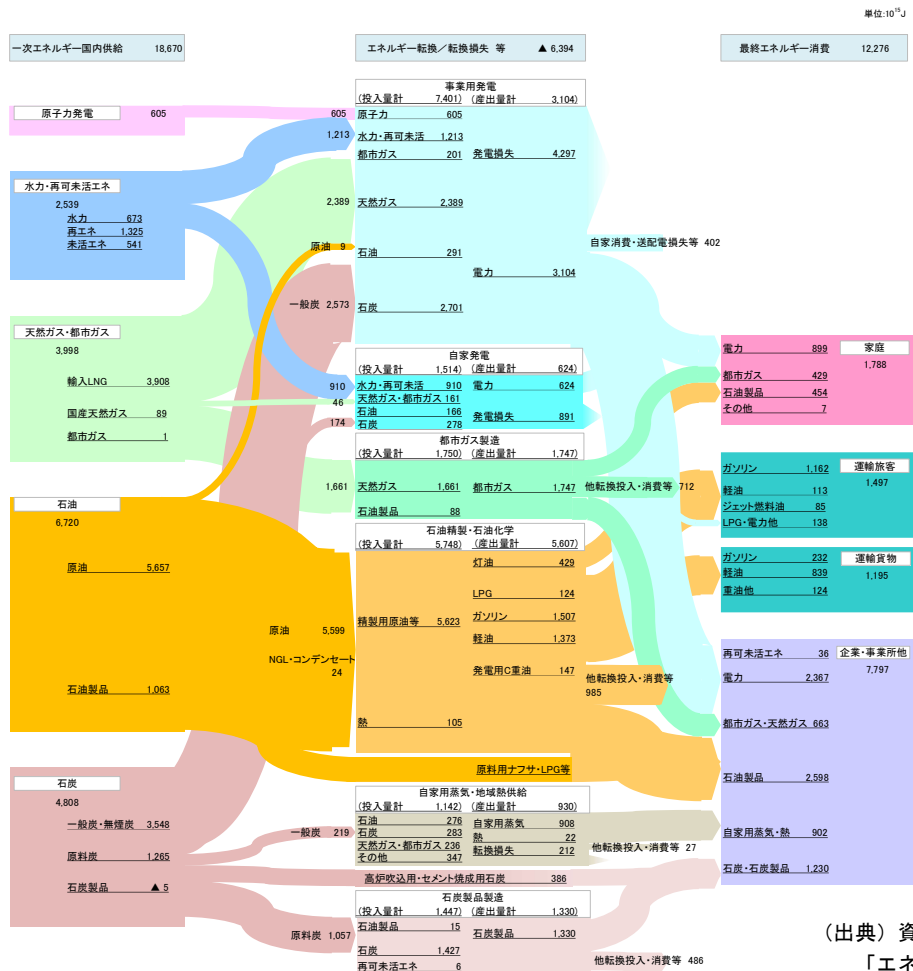 単位:10¹⁵J
一次エネルギー国内供給 18,670
エネルギー転換/転換損失 等 ▲ 6,394
最終エネルギー消費 12,276
原子力発電 605
水力・再可未活エネ
2,539
水力 673
再エネ 1,325
未活エネ 541
天然ガス・都市ガス
3,998
輸入LNG 3,908
国産天然ガス 89
都市ガス 1
石油
6,720
原油 5,657
石油製品 1,063
石炭
4,808
一般炭・無煙炭 3,548
原料炭 1,265
石炭製品 ▲ 5
605
1,213
2,389
原油 9
一般炭 2,573
910
46
174
1,661
原油 5,599
NGL・コンデンセート
24
一般炭 219
原料炭 1,057
事業用発電
(投入量計 7,401) (産出量計 3,104)
原子力 605
水力・再可未活 1,213
都市ガス 201 発電損失 4,297
天然ガス 2,389
石油 291
電力 3,104
石炭 2,701
自家消費・送配電損失等 402
自家発電
(投入量計 1,514) (産出量計 624)
水力・再可未活 910 電力 624
天然ガス・都市ガス 161
石油 166 発電損失 891
石炭 278
都市ガス製造
(投入量計 1,750) (産出量計 1,747)
天然ガス 1,661 都市ガス 1,747
石油製品 88
他転換投入・消費等 712
石油精製・石油化学
(投入量計 5,748) (産出量計 5,607)
灯油 429
LPG 124
精製用原油等 5,623 ガソリン 1,507
軽油 1,373
発電用C重油 147
熱 105
他転換投入・消費等
985
原料用ナフサ・LPG等
自家用蒸気・地域熱供給
(投入量計 1,142) (産出量計 930)
石油 276 自家用蒸気 908
石炭 283 熱 22
天然ガス・都市ガス 236 転換損失 212
その他 347
他転換投入・消費等 27
高炉吹込用・セメント焼成用石炭 386
石炭製品製造
(投入量計 1,447) (産出量計 1,330)
石油製品 15 石炭製品 1,330
石炭 1,427
再可未活エネ 6
他転換投入・消費等 486
電力 899 家庭
1,788
都市ガス 429
石油製品 454
その他 7
ガソリン 1,162 運輸旅客
1,497
軽油 113
ジェット燃料油 85
LPG・電力他 138
ガソリン 232 運輸貨物
軽油 839 1,195
重油他 124
再可未活エネ 36 企業・事業所他
7,797
電力 2,367
都市ガス・天然ガス 663
石油製品 2,598
自家用蒸気・熱 902
石炭・石炭製品 1,230
(出典)資
「エネ